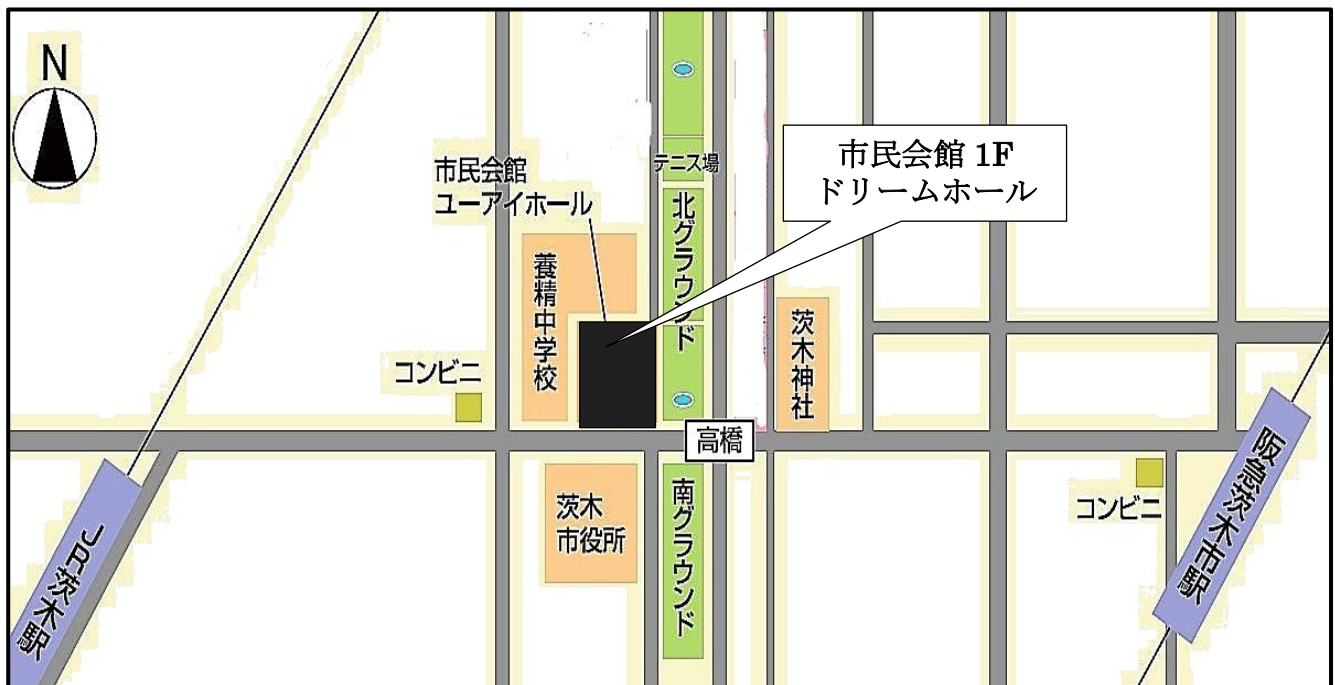 N
市民会館 1F
ドリームホール
テニス場
市民会館
ユーアイホール
北グラウンド
養精中学校
茨木神社
コンビニ
高橋
阪急茨木市駅
茨木
市役所
南グラウンド
コンビニ
JR茨木駅